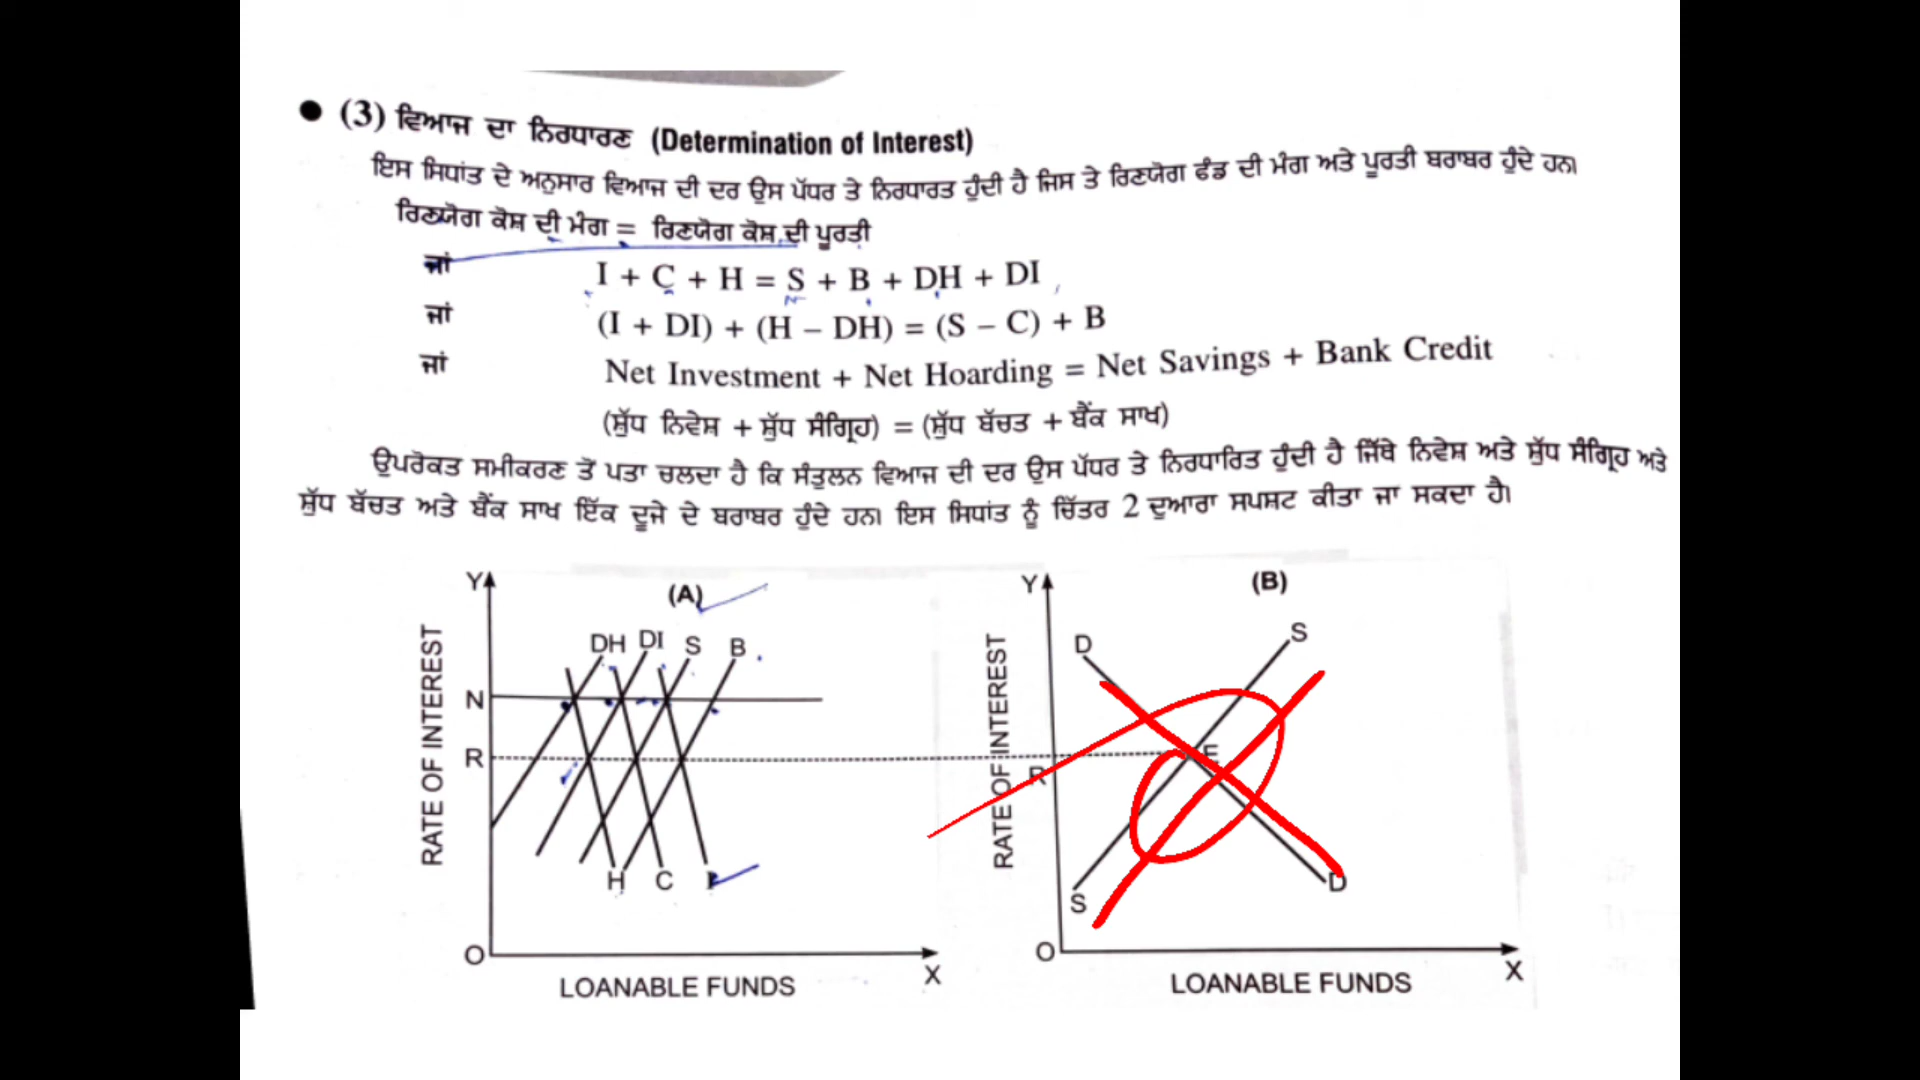 ● (3) ਵਿਆਜ ਦਾ ਨਿਰਧਾਰਣ (Determination of Interest)
ਇਸ ਸਿਧਾਂਤ ਦੇ ਅਨੁਸਾਰ ਵਿਆਜ ਦੀ ਦਰ ਉਸ ਪੱਧਰ ਤੇ ਨਿਰਧਾਰਤ ਹੁੰਦੀ ਹੈ ਜਿਸ ਤੇ ਰਿਣਯੋਗ ਫੰਡ ਦੀ ਮੰਗ ਅਤੇ ਪੂਰਤੀ ਬਰਾਬਰ ਹੁੰਦੇ ਹਨ।
ਰਿਣਯੋਗ ਕੋਸ਼ ਦੀ ਮੰਗ = ਰਿਣਯੋਗ ਕੋਸ਼ ਦੀ ਪੂਰਤੀ
ਜਾਂ I + C + H = S + B + DH + DI
ਜਾਂ (I + DI) + (H – DH) = (S – C) + B
ਜਾਂ Net Investment + Net Hoarding = Net Savings + Bank Credit
(ਸ਼ੁੱਧ ਨਿਵੇਸ਼ + ਸ਼ੁੱਧ ਸੰਗ੍ਰਿਹ) = (ਸ਼ੁੱਧ ਬੱਚਤ + ਬੈਂਕ ਸਾਖ)
ਉਪਰੋਕਤ ਸਮੀਕਰਣ ਤੋਂ ਪਤਾ ਚਲਦਾ ਹੈ ਕਿ ਸੰਤੁਲਨ ਵਿਆਜ ਦੀ ਦਰ ਉਸ ਪੱਧਰ ਤੇ ਨਿਰਧਾਰਿਤ ਹੁੰਦੀ ਹੈ ਜਿੱਥੇ ਨਿਵੇਸ਼ ਅਤੇ ਸ਼ੁੱਧ ਸੰਗ੍ਰਿਹ ਅਤੇ
ਸ਼ੁੱਧ ਬੱਚਤ ਅਤੇ ਬੈਂਕ ਸਾਖ ਇੱਕ ਦੂਜੇ ਦੇ ਬਰਾਬਰ ਹੁੰਦੇ ਹਨ। ਇਸ ਸਿਧਾਂਤ ਨੂੰ ਚਿੱਤਰ 2 ਦੁਆਰਾ ਸਪਸ਼ਟ ਕੀਤਾ ਜਾ ਸਕਦਾ ਹੈ।
(A)
Y
DH DI S B
N
R
RATE OF INTEREST
H C
O
X
LOANABLE FUNDS
(B)
Y
D S
E
R
RATE OF INTEREST
S D
O
X
LOANABLE FUNDS